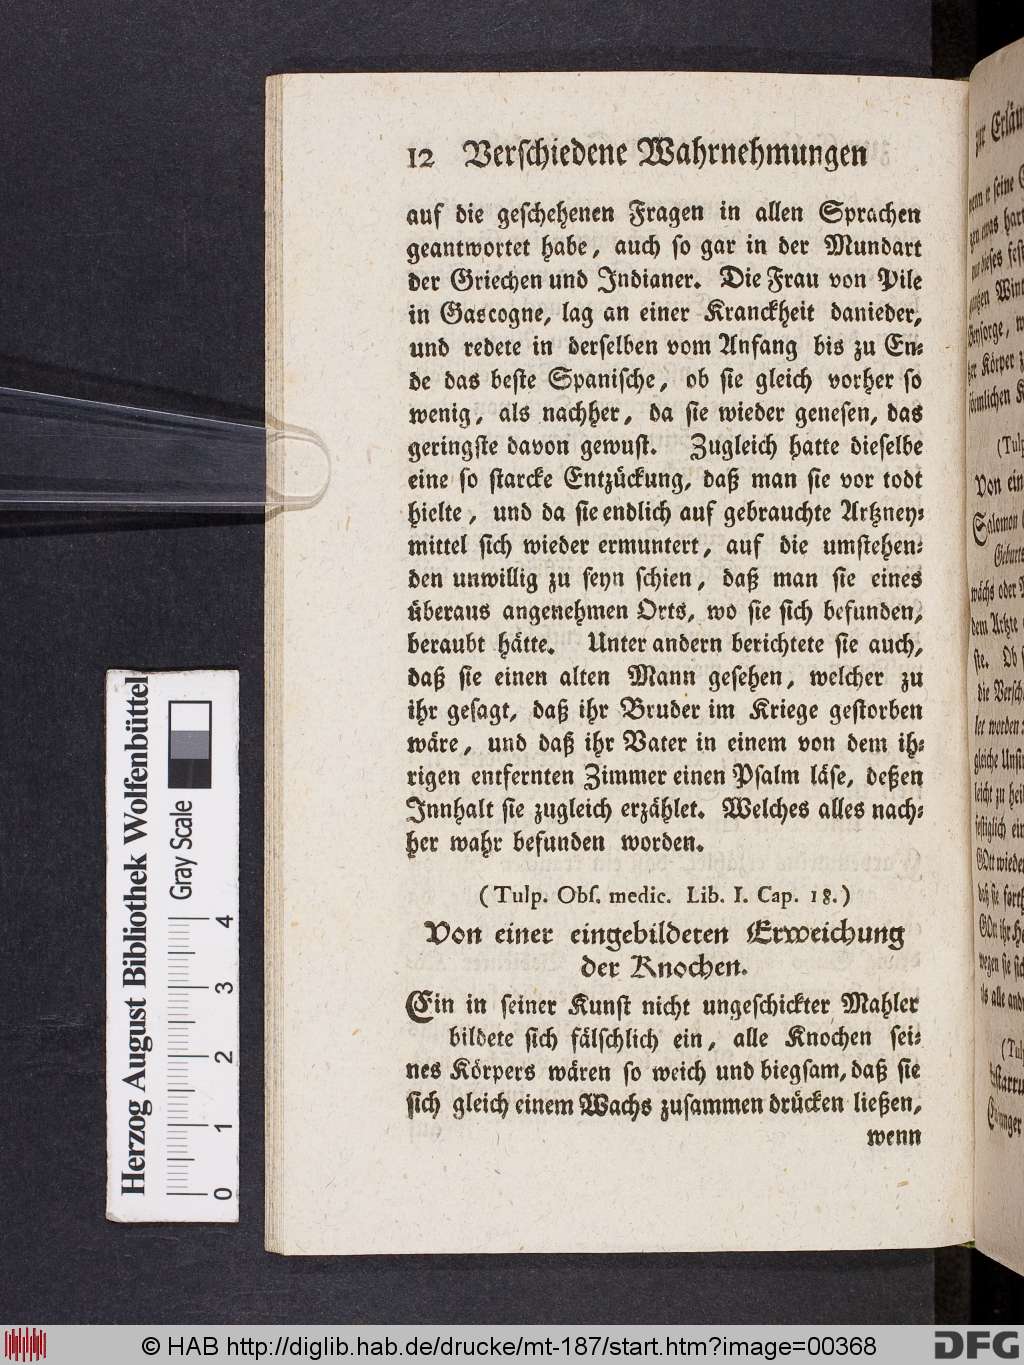 12 Verſchiedene Wahrnehmungen
auf die geſchehenen Fragen in allen Sprachen
geantwortet habe, auch ſo gar in der Mundart
der Griechen und Indianer. Die Frau von Pile
in Gascogne, lag an einer Kranckheit danieder,
und redete in derſelben vom Anfang bis zu En⸗
de das beſte Spaniſche, ob ſie gleich vorher ſo
wenig, als nachher, da ſie wieder geneſen, das
geringſte davon gewuſt. Zugleich hatte dieſelbe
eine ſo ſtarcke Entzückung, daß man ſie vor todt
hielte, und da ſie endlich auf gebrauchte Artzney⸗
mittel ſich wieder ermuntert, auf die umſtehen⸗
den unwillig zu ſeyn ſchien, daß man ſie eines
überaus angenehmen Orts, wo ſie ſich befunden,
beraubt hätte. Unter andern berichtete ſie auch,
daß ſie einen alten Mann geſehen, welcher zu
ihr geſagt, daß ihr Bruder im Kriege geſtorben
wäre, und daß ihr Vater in einem von dem ih⸗
rigen entfernten Zimmer einen Pſalm läſe, deßen
Innhalt ſie zugleich erzählet. Welches alles nach⸗
her wahr befunden worden.
(Tulp. Obſ. medic. Lib. I. Cap. 18.)
Von einer eingebildeten Erweichung
der Knochen.
Ein in ſeiner Kunſt nicht ungeſchickter Mahler
bildete ſich fälſchlich ein, alle Knochen ſei⸗
nes Körpers wären ſo weich und biegſam, daß ſie
ſich gleich einem Wachs zuſammen drücken ließen,
wenn
Herzog August Bibliothek Wolfenbüttel
Gray Scale
0 1 2 3 4
© HAB http://diglib.hab.de/drucke/mt-187/start.htm?image=00368
DFG